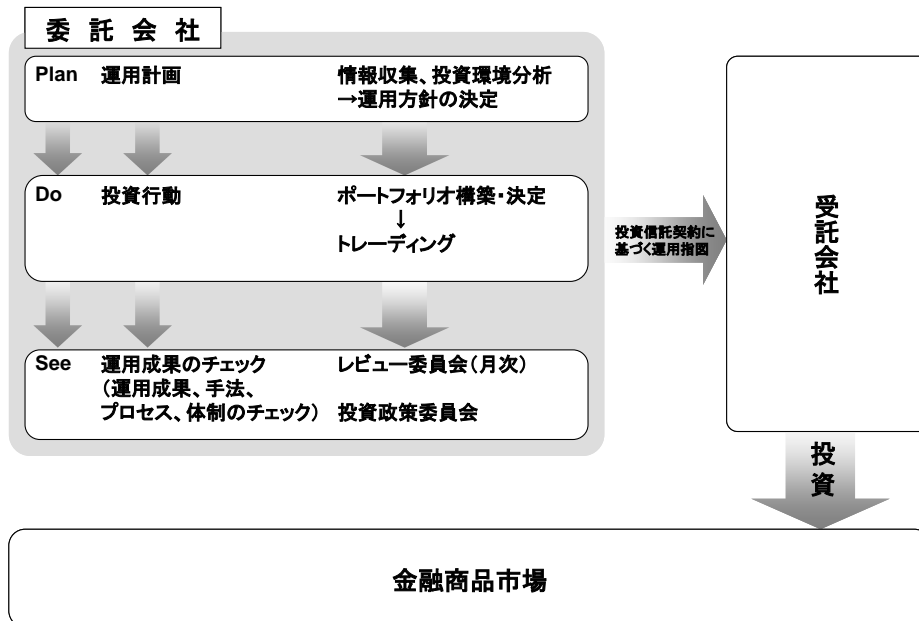 委託会社
Plan 運用計画 情報収集、投資環境分析
→運用方針の決定
Do 投資行動 ポートフォリオ構築・決定
↓
トレーディング
See 運用成果のチェック レビュー委員会(月次)
(運用成果、手法、
プロセス、体制のチェック) 投資政策委員会
投資信託契約に
基づく運用指図
受託会社
投資
金融商品市場